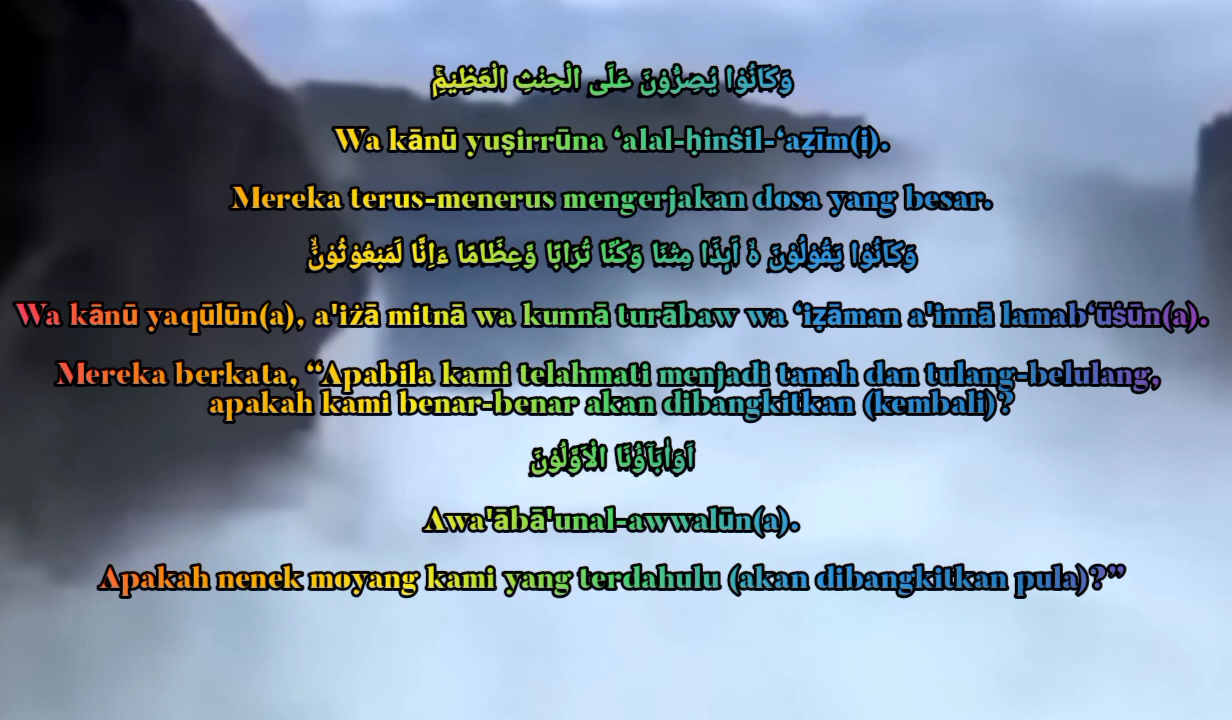 وَكَانُوْا يُصِرُّوْنَ عَلَى الْحِنْثِ الْعَظِيْمِۚ
Wa kānū yuṣirrūna ‘alal-ḥinṡil-‘aẓīm(i).
Mereka terus-menerus mengerjakan dosa yang besar.
وَكَانُوْا يَقُوْلُوْنَ ەۙ اَىِٕذَا مِتْنَا وَكُنَّا تُرَابًا وَّعِظَامًا ءَاِنَّا لَمَبْعُوْثُوْنَۙ
Wa kānū yaqūlūn(a), a'iżā mitnā wa kunnā turābaw wa ‘iẓāman a'innā lamab‘ūṡūn(a).
Mereka berkata, “Apabila kami telahmati menjadi tanah dan tulang-belulang,
apakah kami benar-benar akan dibangkitkan (kembali)?
اَوَاٰبَاۤؤُنَا الْاَوَّلُوْنَ
Awa'ābā'unal-awwalūn(a).
Apakah nenek moyang kami yang terdahulu (akan dibangkitkan pula)?”